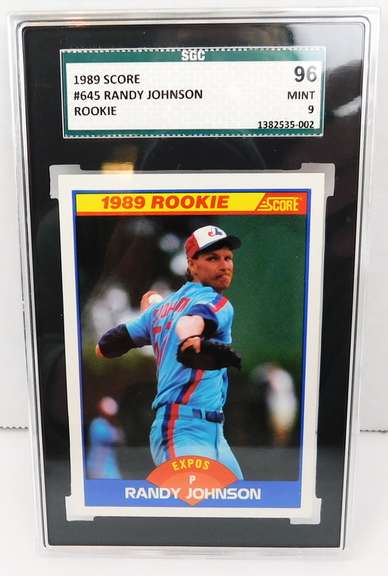 SGC
1989 SCORE 96
#645 RANDY JOHNSON MINT
ROOKIE 9
1382535-002
1989 ROOKIE SCORE
EXPOS
P
RANDY JOHNSON